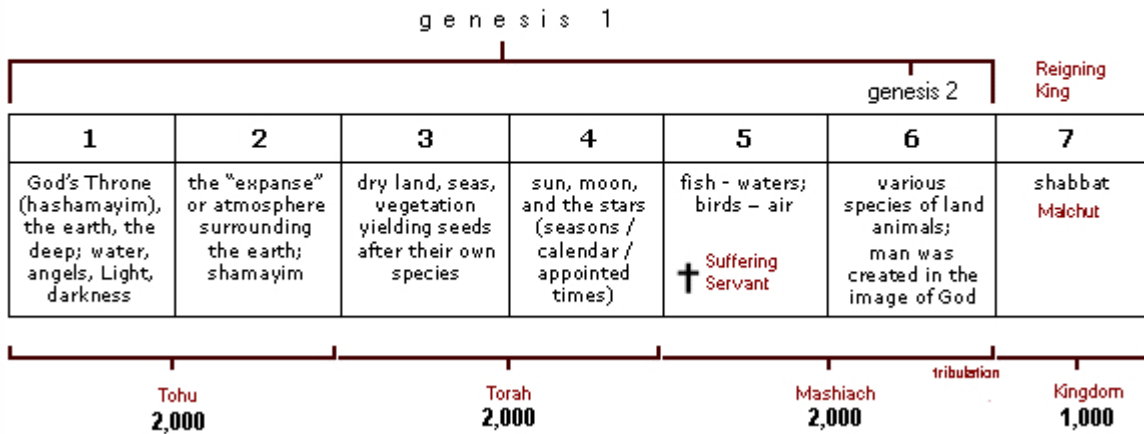 genesis 1
genesis 2
Reigning
King
1
2
3
4
5
6
7
God's Throne
(hashamayim),
the earth, the
deep; water,
angels, Light,
darkness
the “expanse”
or atmosphere
surrounding
the earth;
shamayim
dry land, seas,
vegetation
yielding seeds
after their own
species
sun, moon,
and the stars
(seasons /
calendar /
appointed
times)
fish - waters;
birds – air
Suffering
Servant
various
species of land
animals;
man was
created in the
image of God
shabbat
Malchut
Tohu
2,000
Torah
2,000
Mashiach
2,000
tribulation
Kingdom
1,000